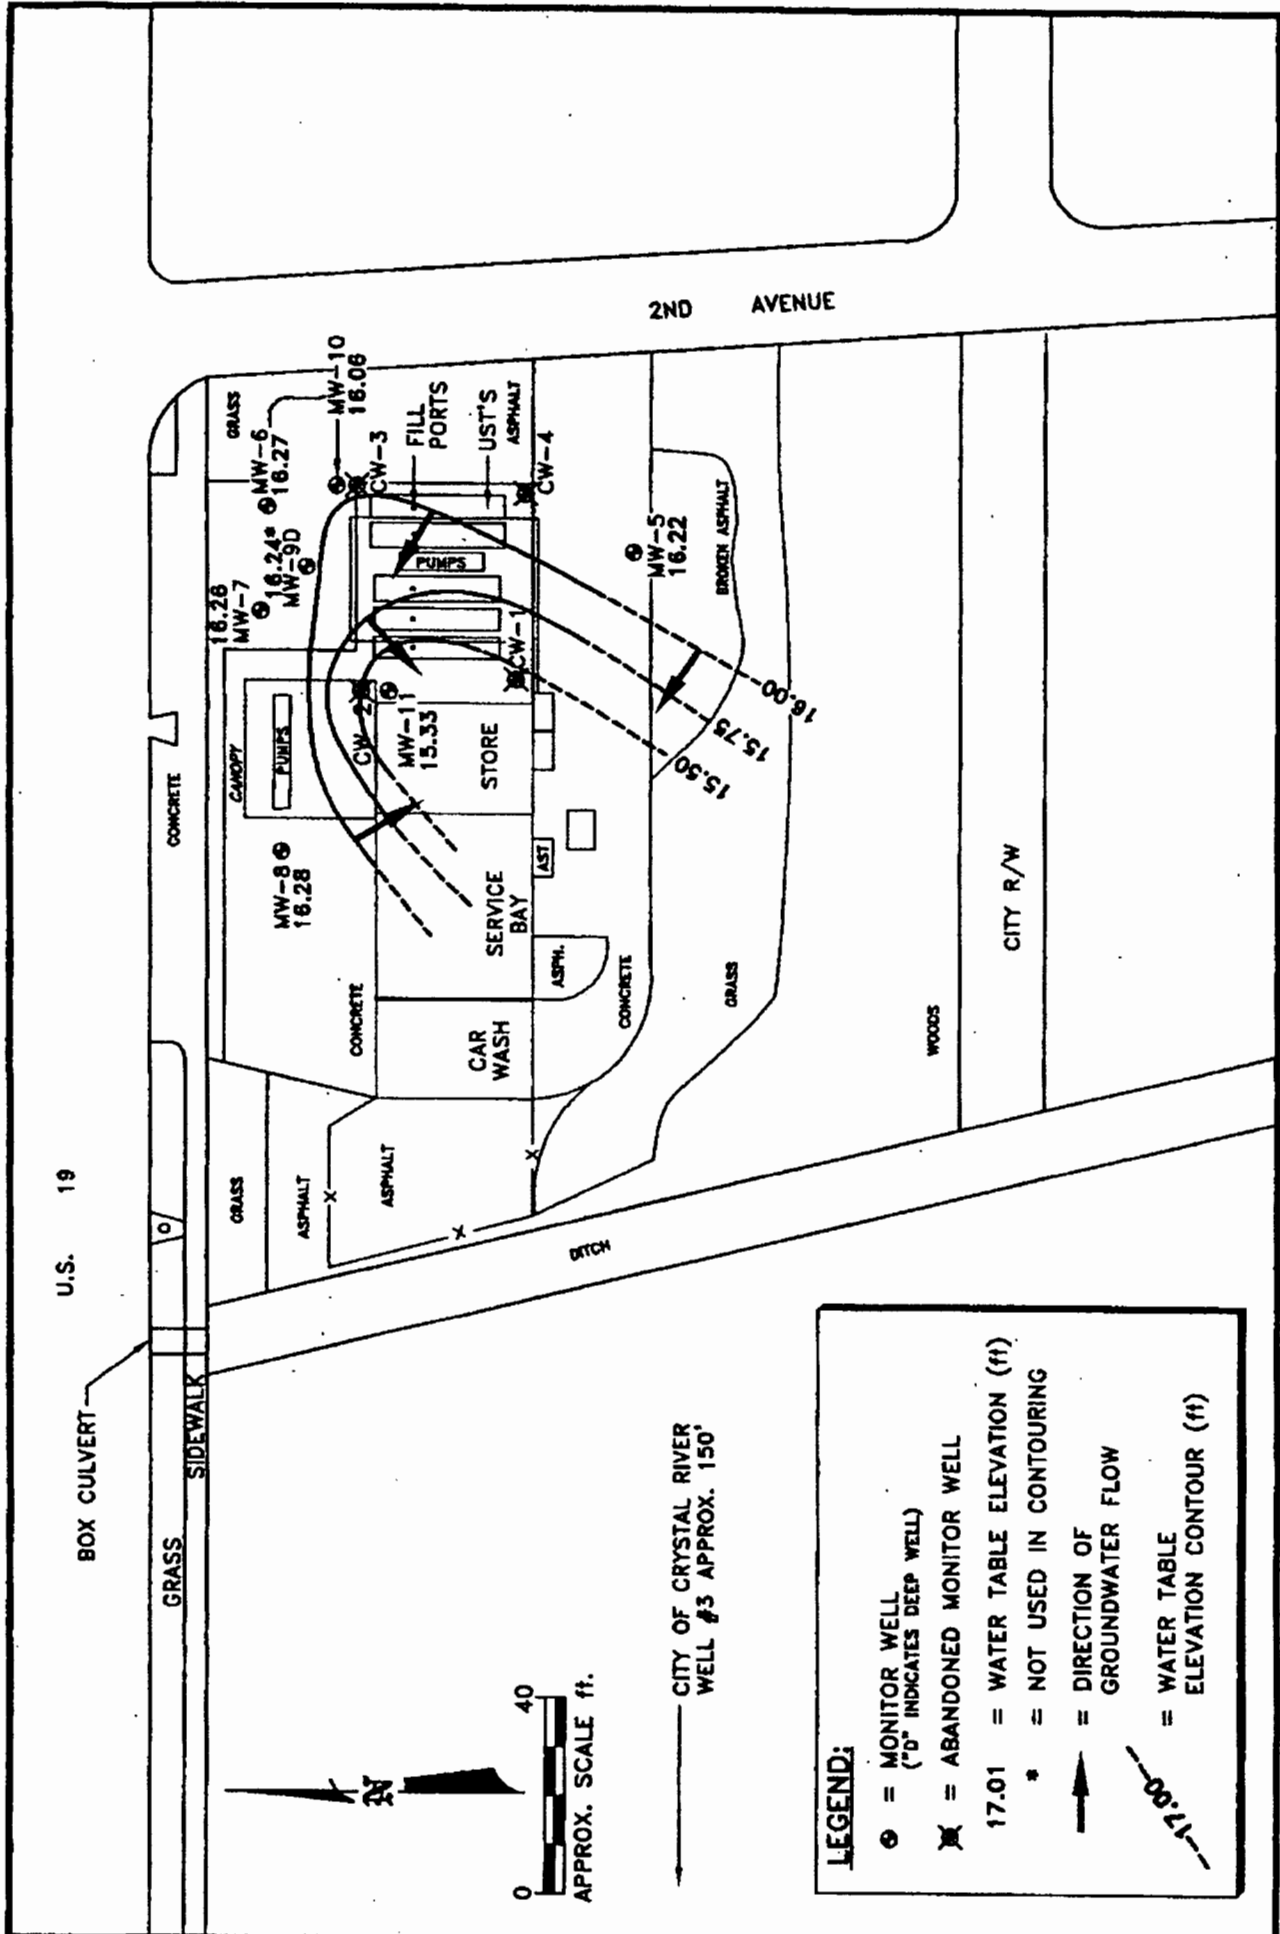 U.S. 19
BOX CULVERT
GRASS
SIDEWALK
CONCRETE
GRASS
ASPHALT
ASPHALT
CONCRETE
CANOPY
PUMPS
MW-8
16.28
16.26
MW-7
16.24*
MW-9D
MW-6
16.27
GRASS
MW-10
16.06
CW-3
FILL
PORTS
UST'S
ASPHALT
CW-4
PUMPS
CW-2
MW-11
15.33
CW-1
STORE
SERVICE
BAY
CAR
WASH
AST
ASPH.
CONCRETE
MW-5
16.22
BROKEN ASPHALT
16.00
15.75
15.50
GRASS
WOODS
CITY R/W
DITCH
2ND AVENUE
N
0 40
APPROX. SCALE ft.
CITY OF CRYSTAL RIVER
WELL #3 APPROX. 150'
LEGEND:
= MONITOR WELL
("D" INDICATES DEEP WELL)
= ABANDONED MONITOR WELL
17.01 = WATER TABLE ELEVATION (ft)
* = NOT USED IN CONTOURING
= DIRECTION OF
GROUNDWATER FLOW
17.00 = WATER TABLE
ELEVATION CONTOUR (ft)